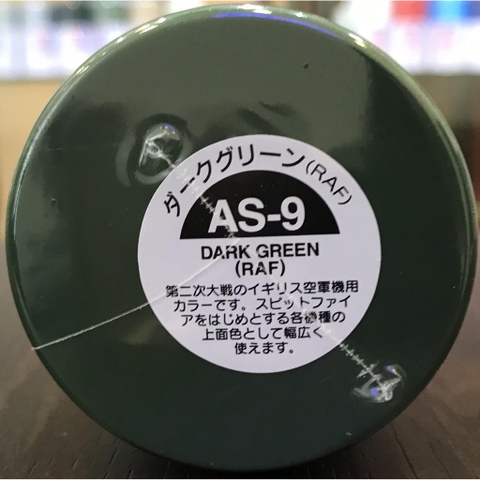 ダークグリーン(RAF)
AS-9
DARK GREEN
(RAF)
第二次大戦のイギリス空軍機用
カラーです。スピットファイ
アをはじめとする各機種の
上面色として幅広く
使えます。